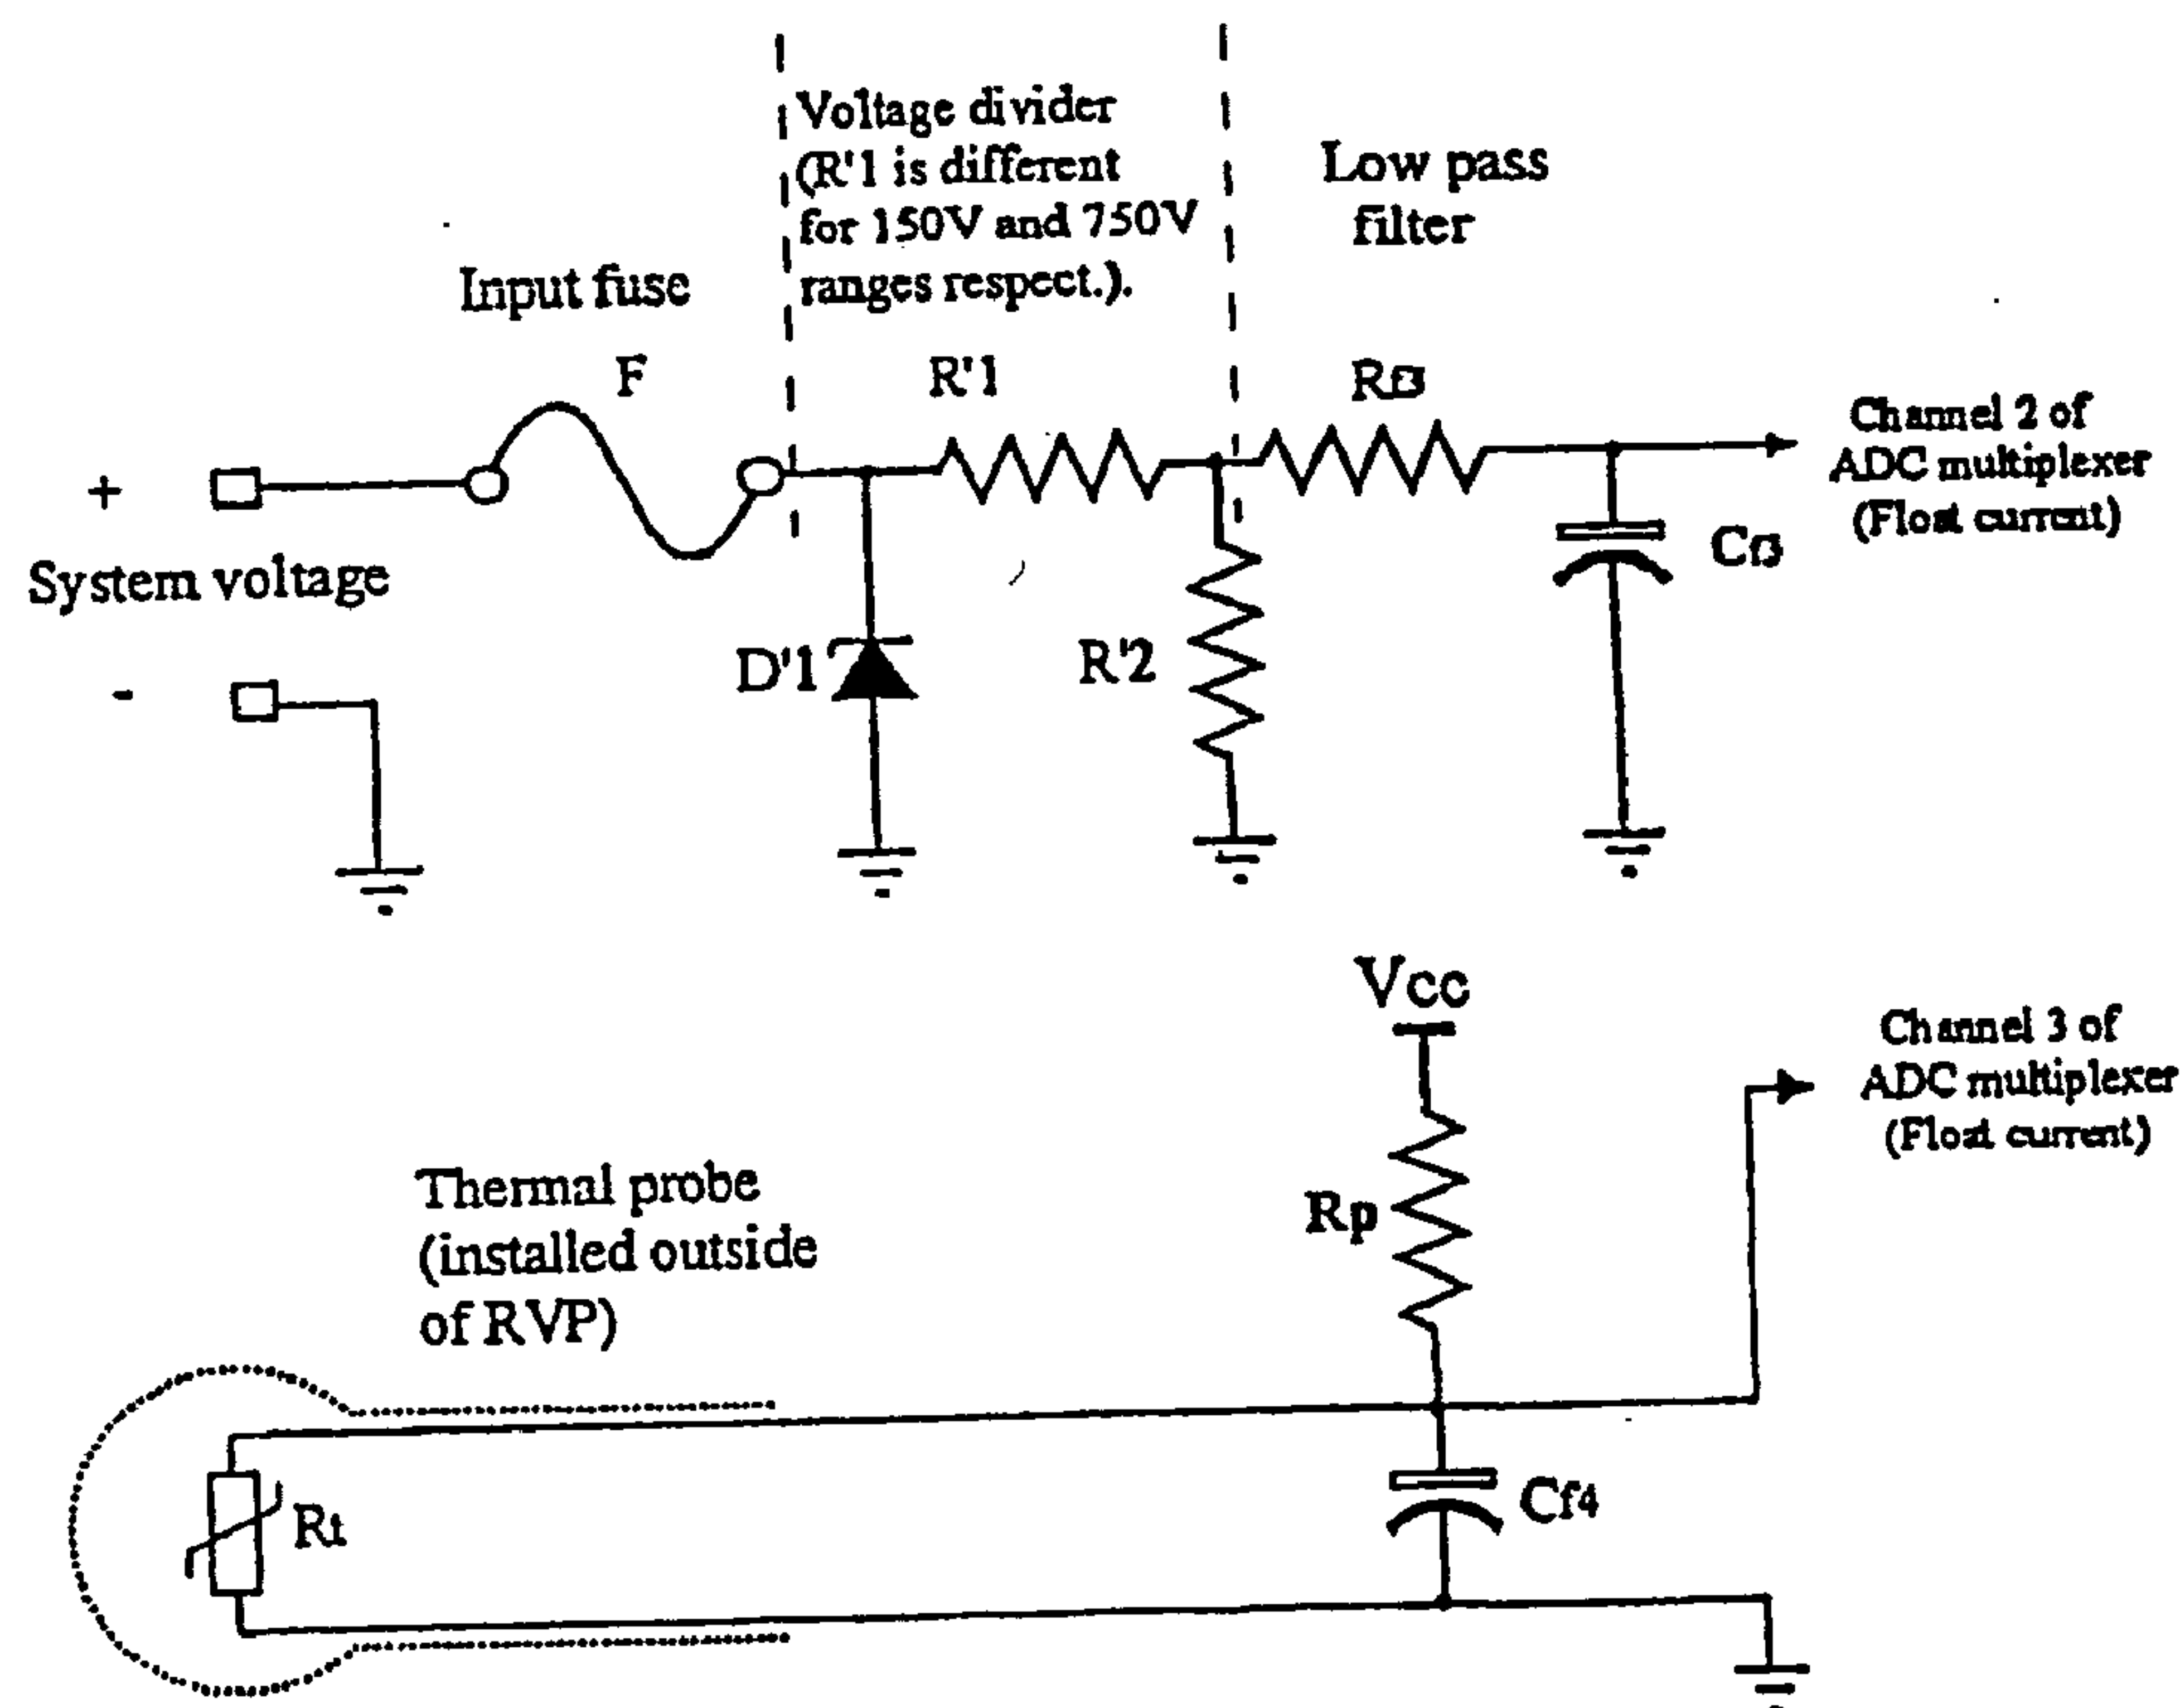 Voltage divider
(R'1 is different
for 150V and 750V
ranges respect.).
Low pass
filter
Input fuse
F
R'1
Rf3
Channel 2 of
ADC multiplexer
(Float current)
+
System voltage
-
D'1
R'2
Cf3
Vcc
Channel 3 of
ADC multiplexer
(Float current)
Thermal probe
(installed outside
of RVP)
Rp
Rt
Cf4